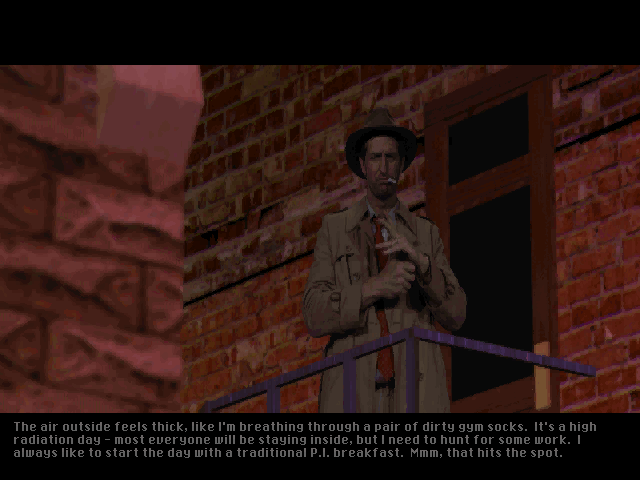 The air outside feels thick, like I'm breathing through a pair of dirty gym socks.  It's a high
radiation day - most everyone will be staying inside, but I need to hunt for some work.  I
always like to start the day with a traditional P.I. breakfast.  Mmm, that hits the spot.